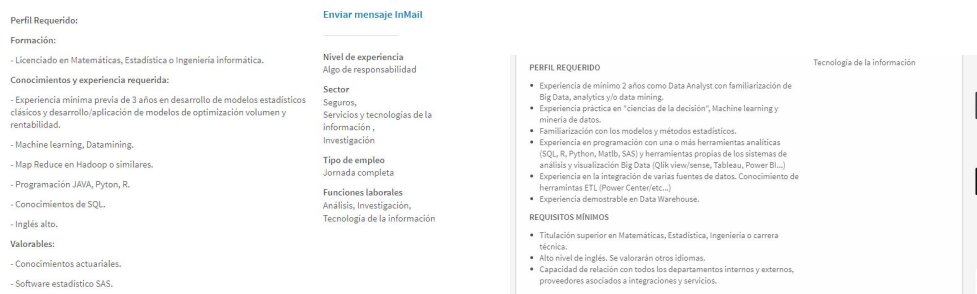 Perfil Requerido:
Formación:
- Licenciado en Matemáticas, Estadística o Ingeniería informática.
Conocimientos y experiencia requerida:
- Experiencia mínima previa de 3 años en desarrollo de modelos estadísticos
clásicos y desarrollo/aplicación de modelos de optimización volumen y
rentabilidad.
- Machine learning, Datamining.
- Map Reduce en Hadoop o similares.
- Programación JAVA, Pyton, R.
- Conocimientos de SQL.
- Inglés alto.
Valorables:
- Conocimientos actuariales.
- Software estadístico SAS.
Enviar mensaje InMail
Nivel de experiencia
Algo de responsabilidad
Sector
Seguros,
Servicios y tecnologías de la
información ,
Investigación
Tipo de empleo
Jornada completa
Funciones laborales
Análisis, Investigación,
Tecnología de la información
PERFIL REQUERIDO
• Experiencia de mínimo 2 años como Data Analyst con familiarización de
Big Data, analytics y/o data mining.
• Experiencia práctica en "ciencias de la decisión", Machine learning y
minería de datos.
• Familiarización con los modelos y métodos estadísticos.
• Experiencia en programación con una o más herramientas analíticas
(SQL, R, Python, Matlb, SAS) y herramientas propias de los sistemas de
análisis y visualización Big Data (Qlik view/sense, Tableau, Power BI...)
• Experiencia en la integración de varias fuentes de datos. Conocimiento de
herramintas ETL (Power Center/etc...)
• Experiencia demostrable en Data Warehouse.
REQUISITOS MÍNIMOS
• Titulación superior en Matemáticas, Estadística, Ingeniería o carrera
técnica.
• Alto nivel de inglés. Se valorarán otros idiomas.
• Capacidad de relación con todos los departamentos internos y externos,
proveedores asociados a integraciones y servicios.
Tecnología de la información